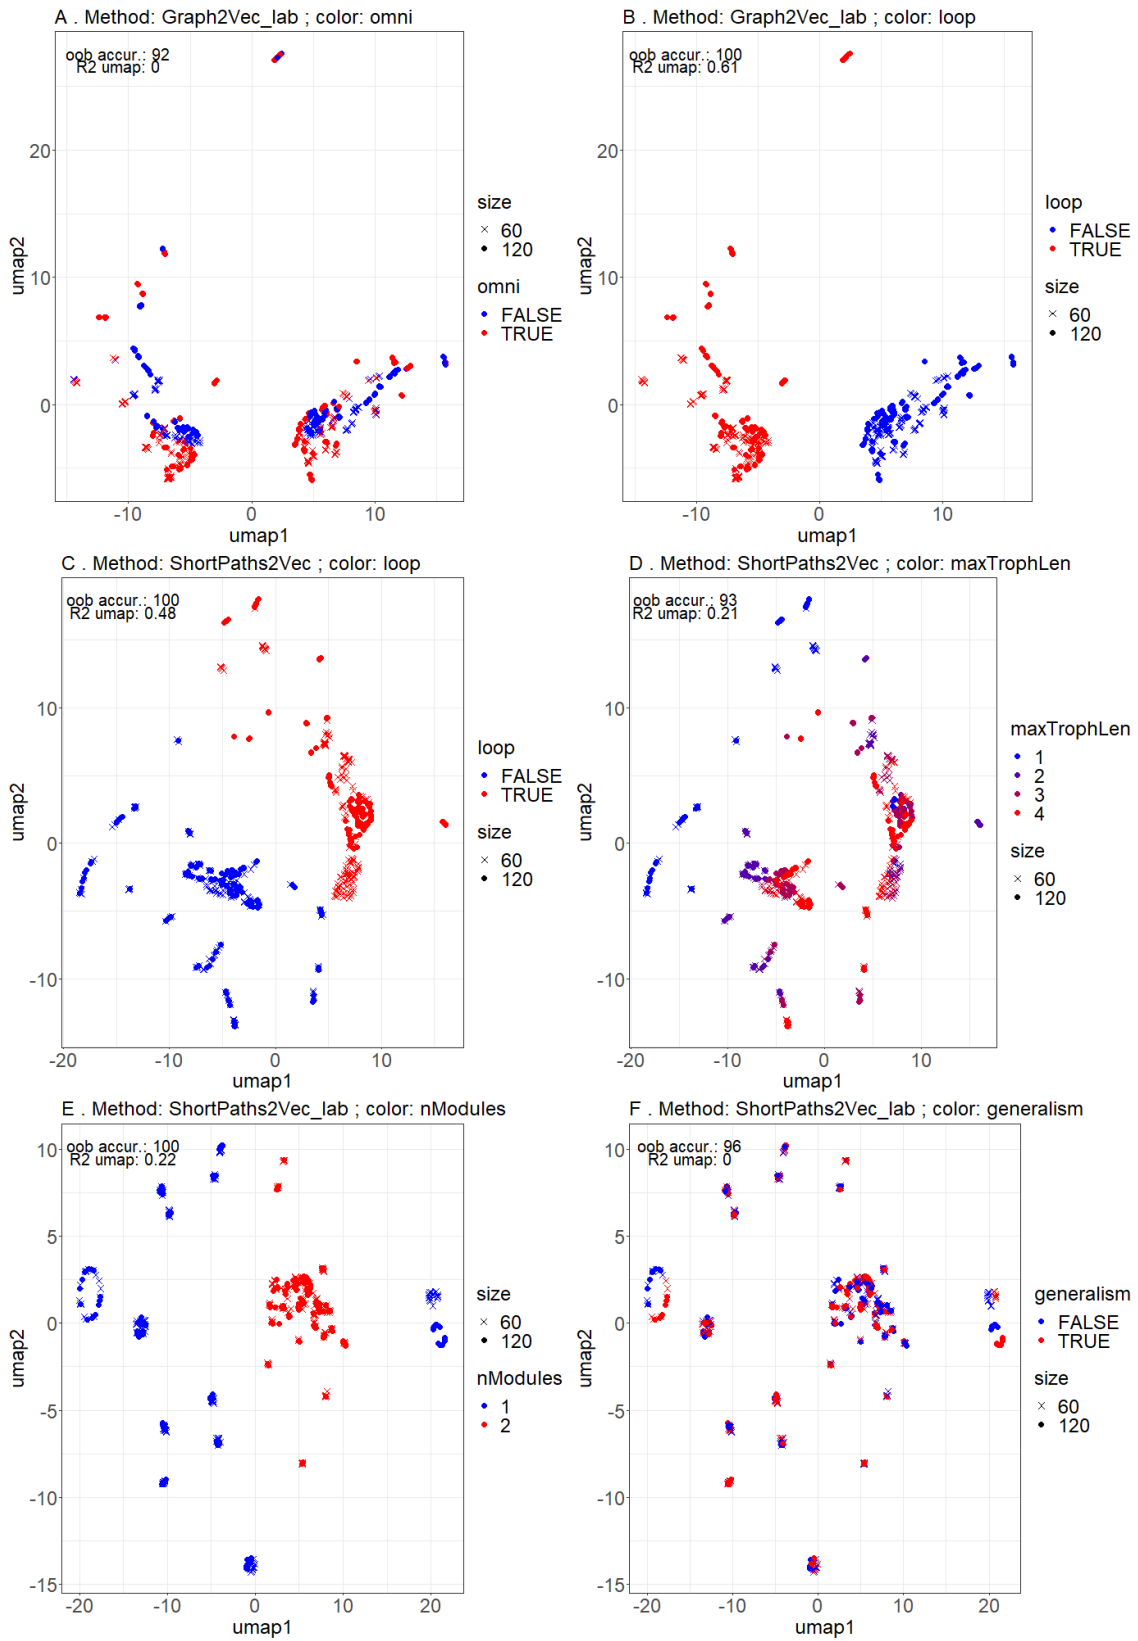 A . Method: Graph2Vec_lab ; color: omni
oob accur.: 92
R2 umap: 0
20
10
0
-10
0
10
umap1
umap2
size
60
120
omni
FALSE
TRUE
B . Method: Graph2Vec_lab ; color: loop
oob accur.: 100
R2 umap: 0.61
20
10
0
-10
0
10
umap1
umap2
loop
FALSE
TRUE
size
60
120
C . Method: ShortPaths2Vec ; color: loop
oob accur.: 100
R2 umap: 0.48
10
0
-10
-20
-10
0
10
umap1
umap2
loop
FALSE
TRUE
size
60
120
D . Method: ShortPaths2Vec ; color: maxTrophLen
oob accur.: 93
R2 umap: 0.21
10
0
-10
-20
-10
0
10
umap1
umap2
maxTrophLen
1
2
3
4
size
60
120
E . Method: ShortPaths2Vec_lab ; color: nModules
oob accur.: 100
R2 umap: 0.22
10
5
0
-5
-10
-15
-20
-10
0
10
20
umap1
umap2
size
60
120
nModules
1
2
F . Method: ShortPaths2Vec_lab ; color: generalism
oob accur.: 96
R2 umap: 0
10
5
0
-5
-10
-15
-20
-10
0
10
20
umap1
umap2
generalism
FALSE
TRUE
size
60
120